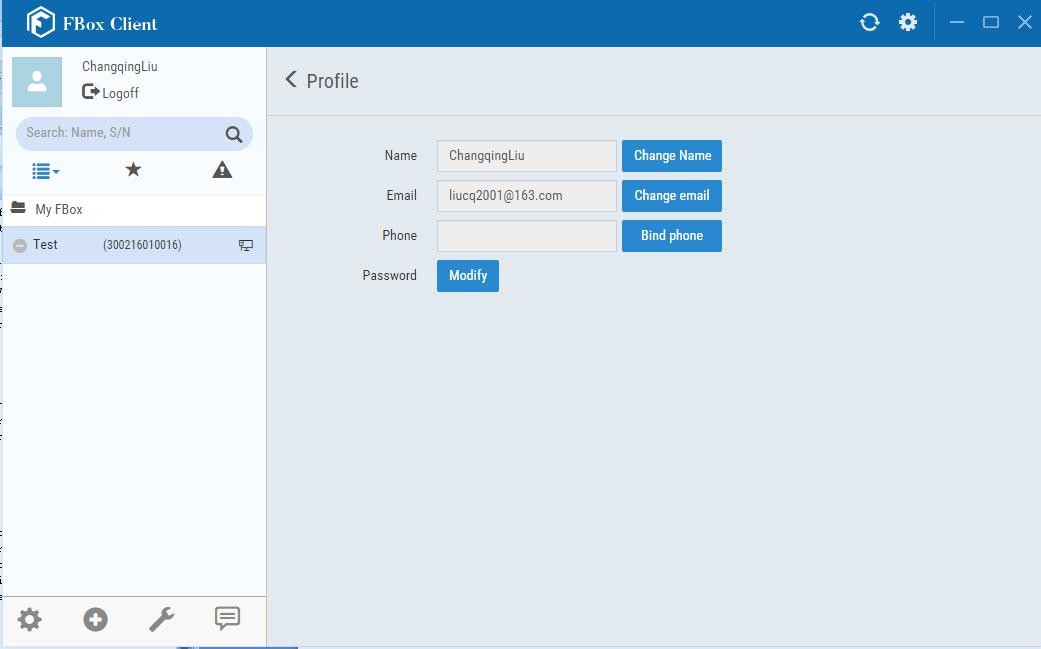 FBox Client
ChangqingLiu
Logoff
Search: Name, S/N
My FBox
Test (300216010016)
Profile
Name ChangqingLiu Change Name
Email liucq2001@163.com Change email
Phone Bind phone
Password Modify